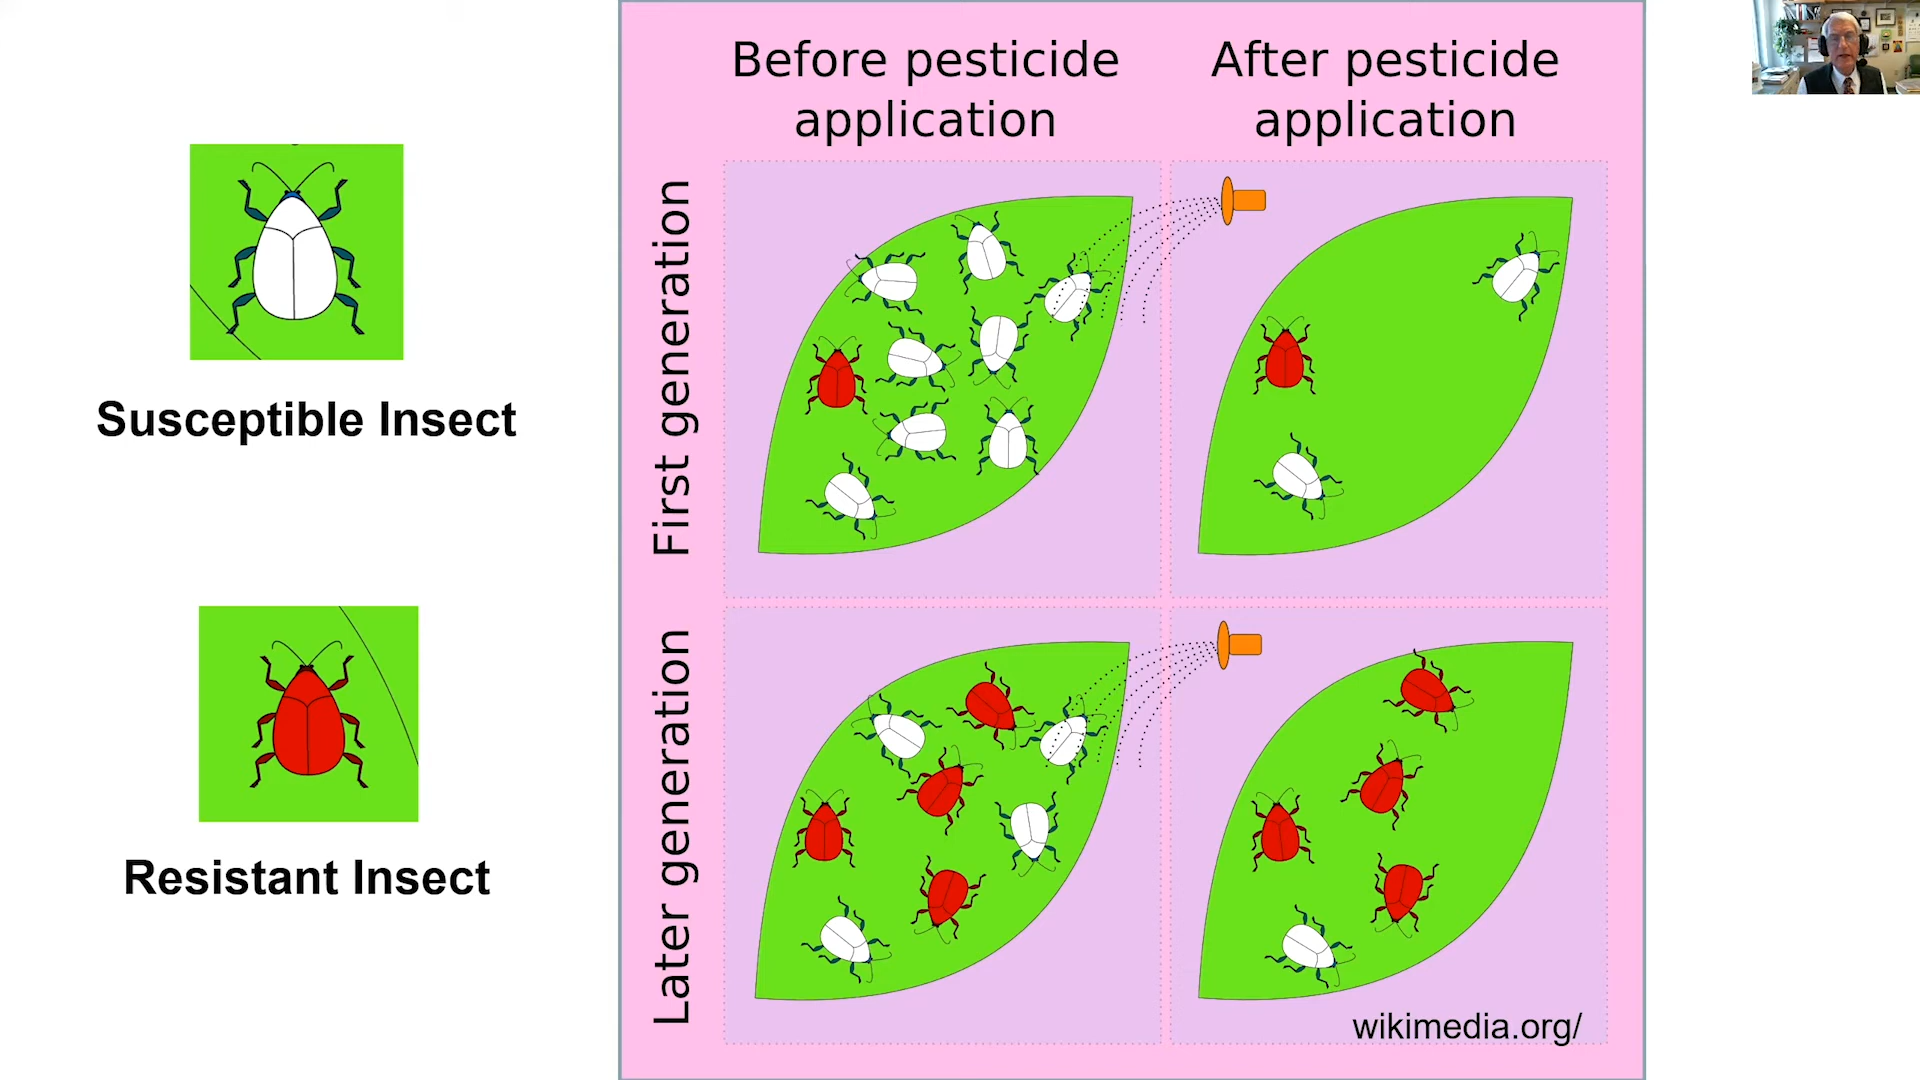 Before pesticide
application
After pesticide
application
First generation
Later generation
Susceptible Insect
Resistant Insect
wikimedia.org/